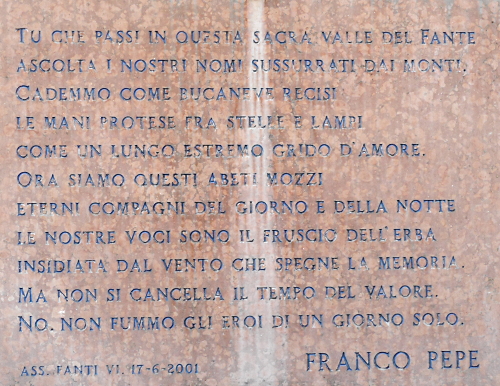 TU CHE PASSI IN QUESTA SACRA VALLE DEL FANTE
ASCOLTA I NOSTRI NOMI SUSSURRATI DAI MONTI.
CADEMMO COME BUCANEVE RECISI
LE MANI PROTESE FRA STELLE E LAMPI
COME UN LUNGO ESTREMO GRIDO D'AMORE.
ORA SIAMO QUESTI ABETI MOZZI
ETERNI COMPAGNI DEL GIORNO E DELLA NOTTE
LE NOSTRE VOCI SONO IL FRUSCIO DELL'ERBA
INSIDIATA DAL VENTO CHE SPEGNE LA MEMORIA.
MA NON SI CANCELLA IL TEMPO DEL VALORE.
NO. NON FUMMO GLI EROI DI UN GIORNO SOLO.
ASS. FANTI VI. 17-6-2001 FRANCO PEPE